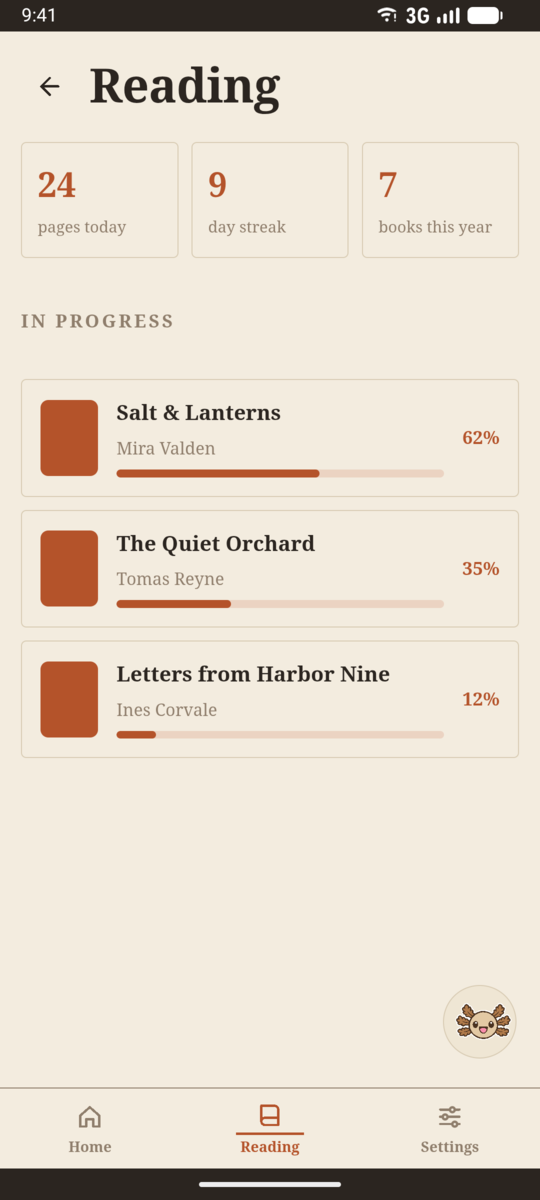 9:41
3G
Reading
24
pages today
9
day streak
7
books this year
IN PROGRESS
Salt & Lanterns
Mira Valden
62%
The Quiet Orchard
Tomas Reyne
35%
Letters from Harbor Nine
Ines Corvale
12%
Home
Reading
Settings